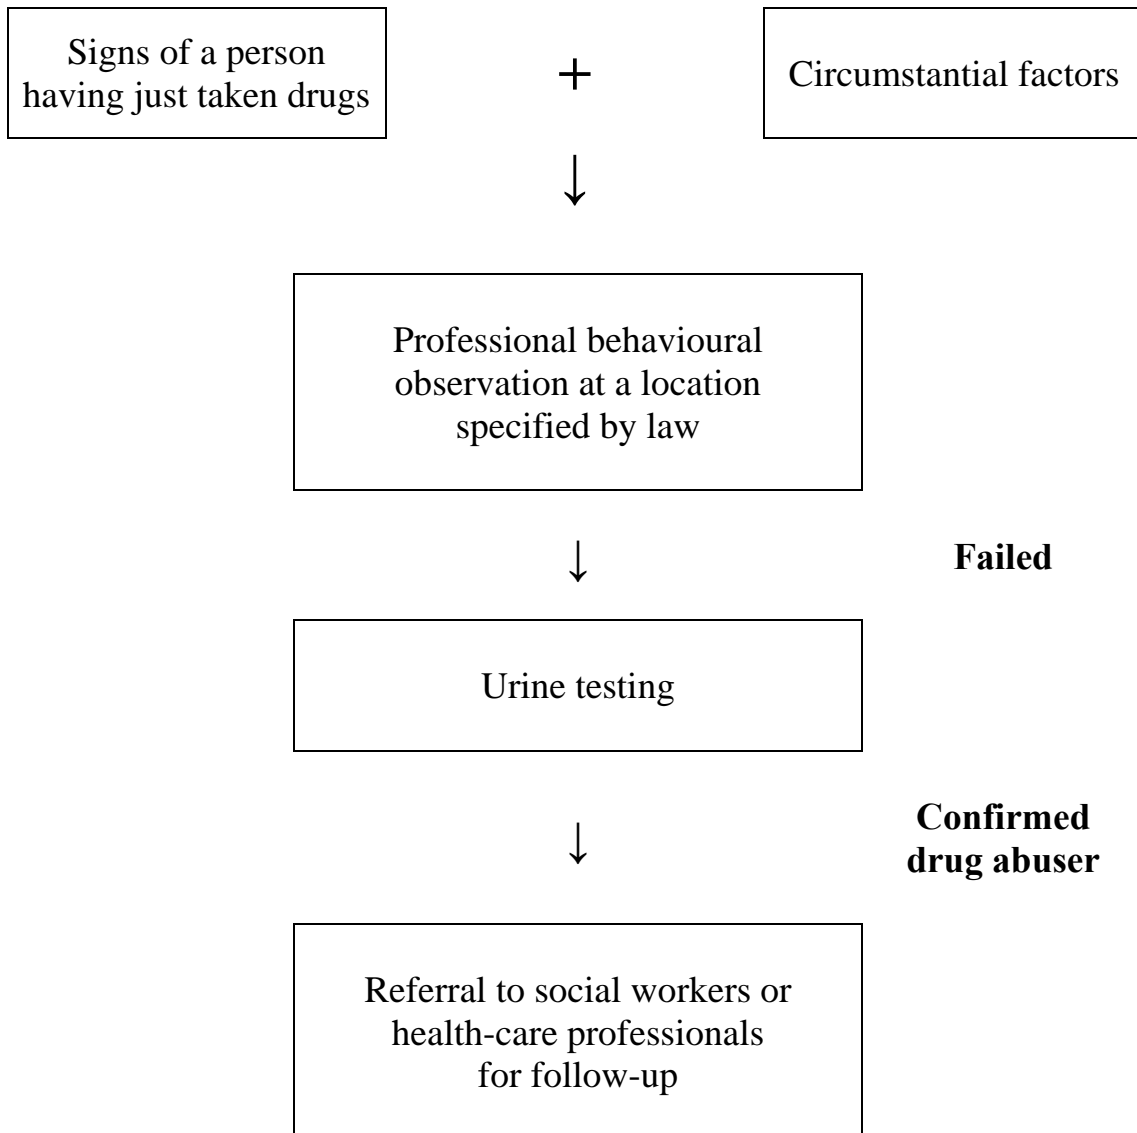 Signs of a person
having just taken drugs
+
Circumstantial factors
↓
Professional behavioural
observation at a location
specified by law
↓
Failed
Urine testing
↓
Confirmed
drug abuser
Referral to social workers or
health-care professionals
for follow-up